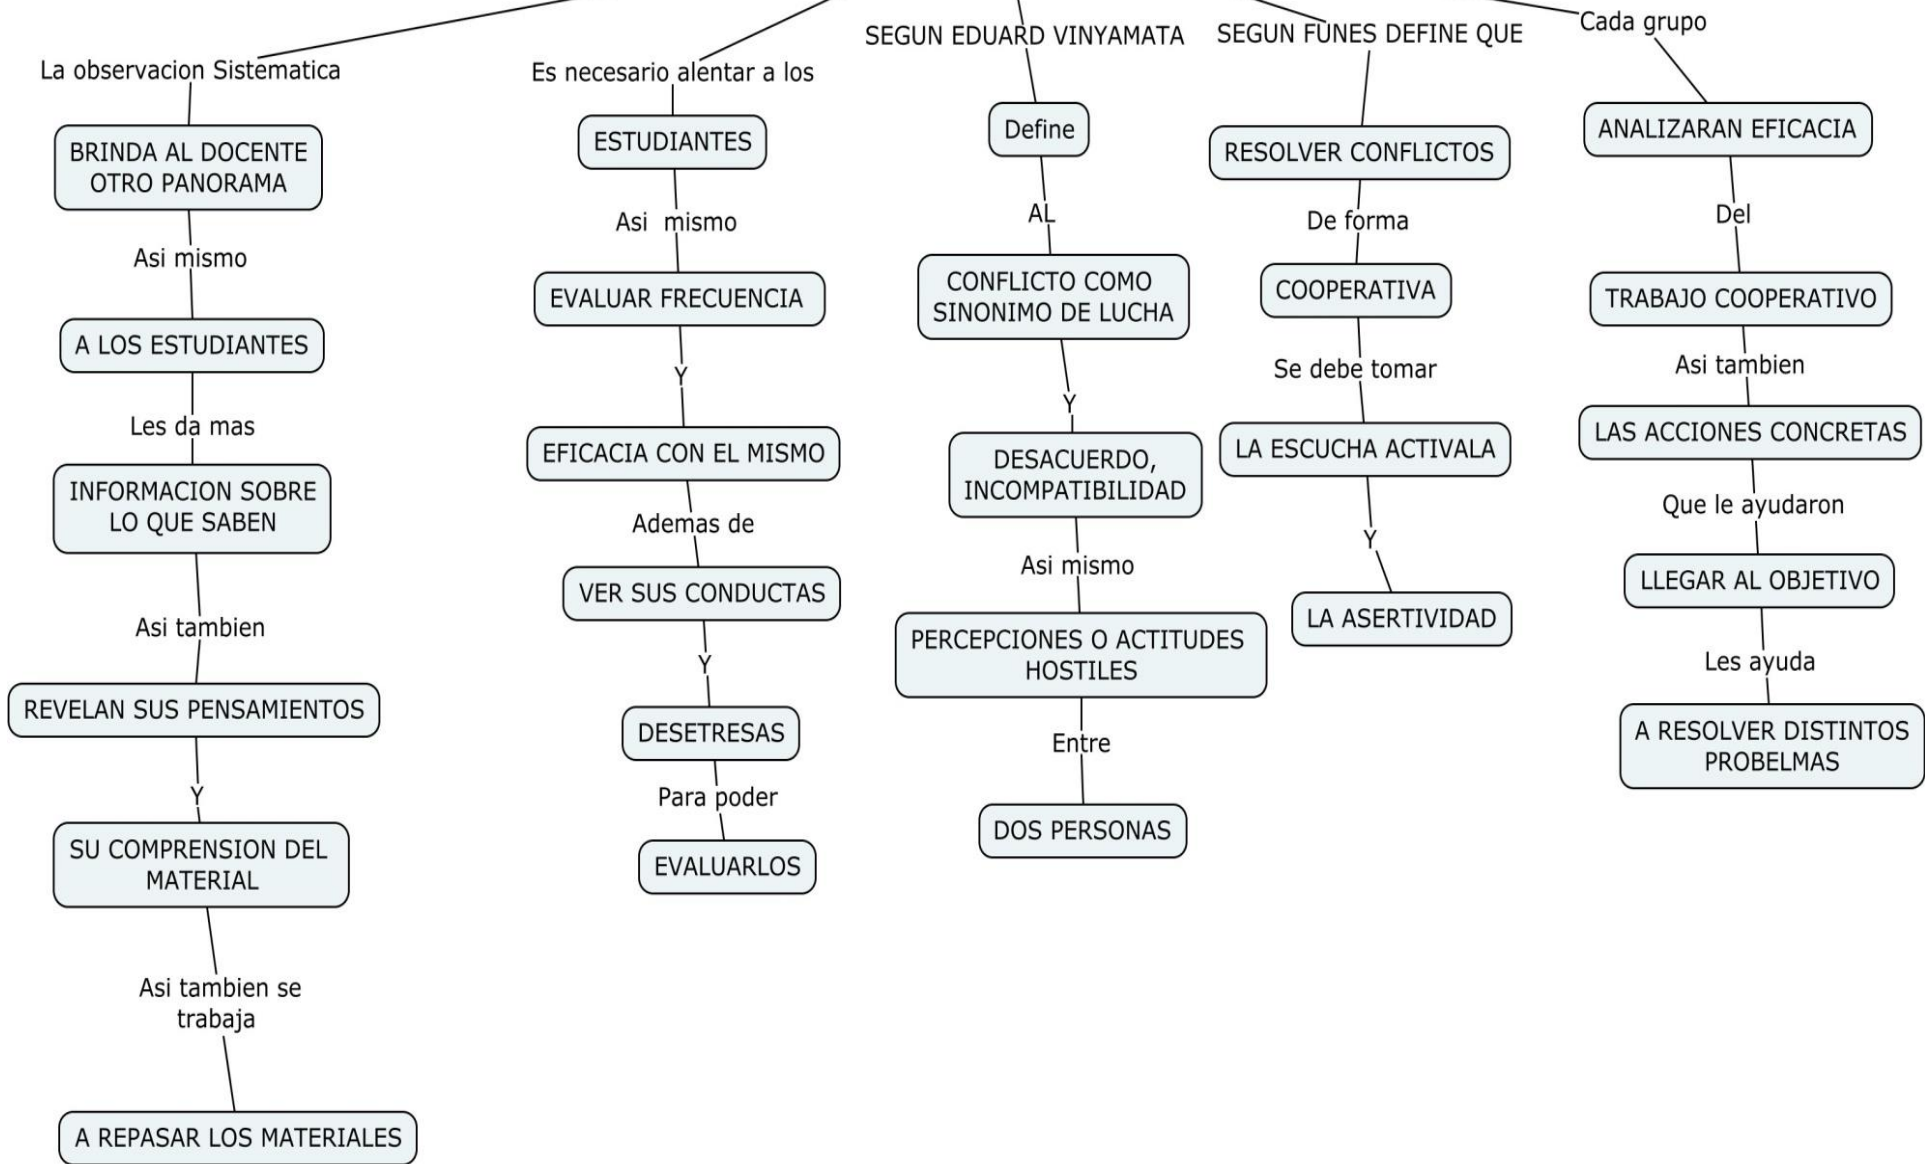 La observacion Sistematica
BRINDA AL DOCENTE
OTRO PANORAMA
Asi mismo
A LOS ESTUDIANTES
Les da mas
INFORMACION SOBRE
LO QUE SABEN
Asi tambien
REVELAN SUS PENSAMIENTOS
Y
SU COMPRENSION DEL
MATERIAL
Asi tambien se
trabaja
A REPASAR LOS MATERIALES
Es necesario alentar a los
ESTUDIANTES
Asi mismo
EVALUAR FRECUENCIA
Y
EFICACIA CON EL MISMO
Ademas de
VER SUS CONDUCTAS
Y
DESETRESAS
Para poder
EVALUARLOS
SEGUN EDUARD VINYAMATA
Define
AL
CONFLICTO COMO
SINONIMO DE LUCHA
Y
DESACUERDO,
INCOMPATIBILIDAD
Asi mismo
PERCEPCIONES O ACTITUDES
HOSTILES
Entre
DOS PERSONAS
SEGUN FUNES DEFINE QUE
RESOLVER CONFLICTOS
De forma
COOPERATIVA
Se debe tomar
LA ESCUCHA ACTIVALA
Y
LA ASERTIVIDAD
Cada grupo
ANALIZARAN EFICACIA
Del
TRABAJO COOPERATIVO
Asi tambien
LAS ACCIONES CONCRETAS
Que le ayudaron
LLEGAR AL OBJETIVO
Les ayuda
A RESOLVER DISTINTOS
PROBELMAS